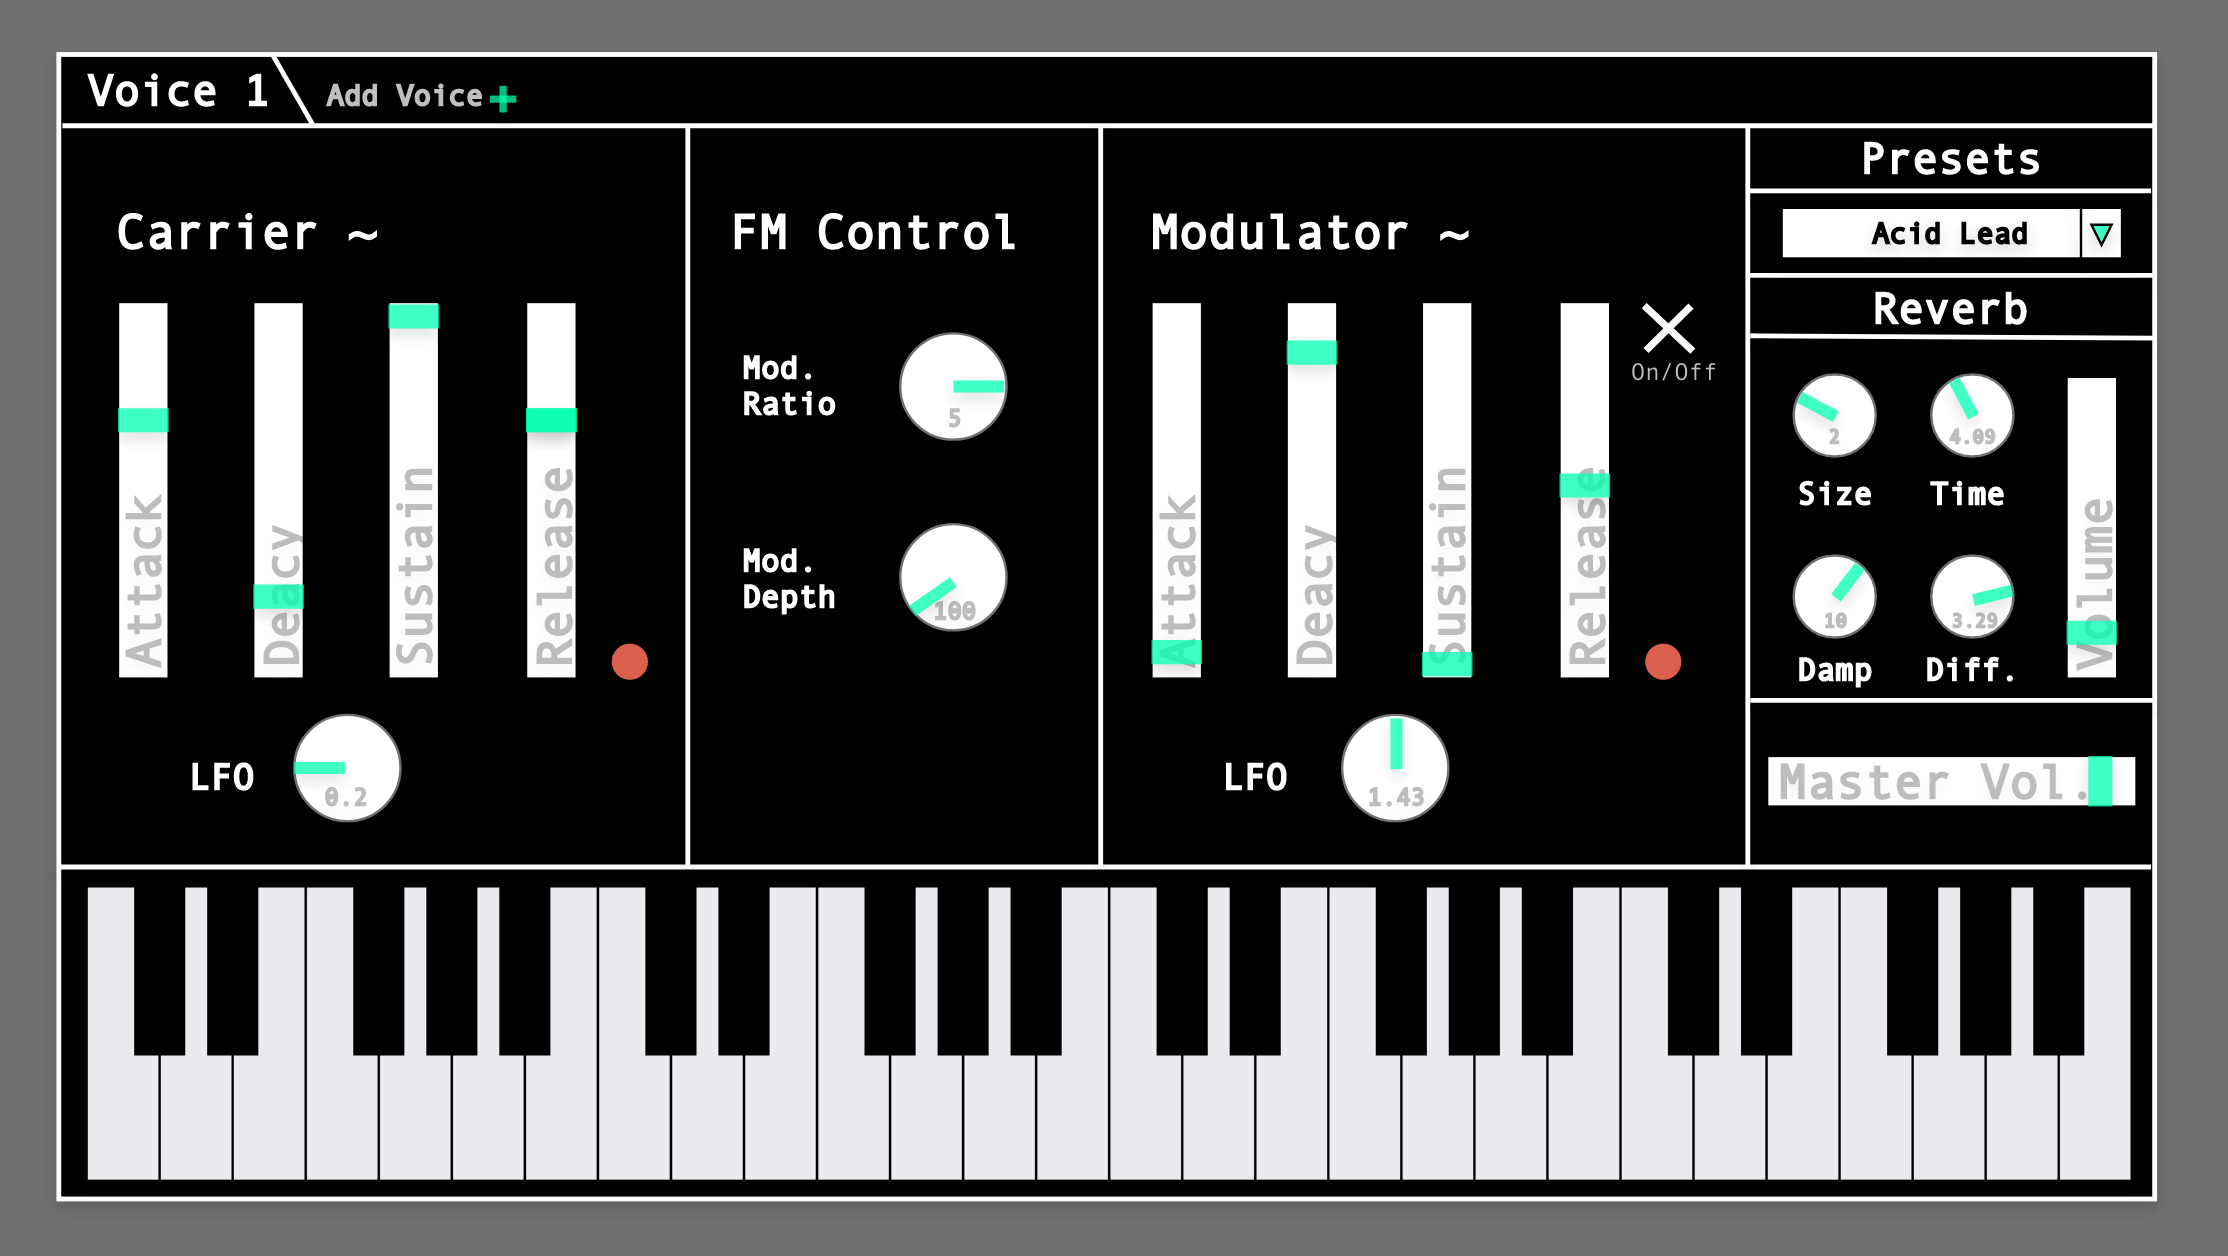 Voice 1
Add Voice
Carrier ~
Attack
Deacy
Sustain
Release
LFO
0.2
FM Control
Mod.
Ratio
5
Mod.
Depth
100
Modulator ~
Attack
Deacy
Sustain
Release
On/Off
LFO
1.43
Presets
Acid Lead
Reverb
2
Size
4.09
Time
10
Damp
3.29
Diff.
Volume
Master Vol.